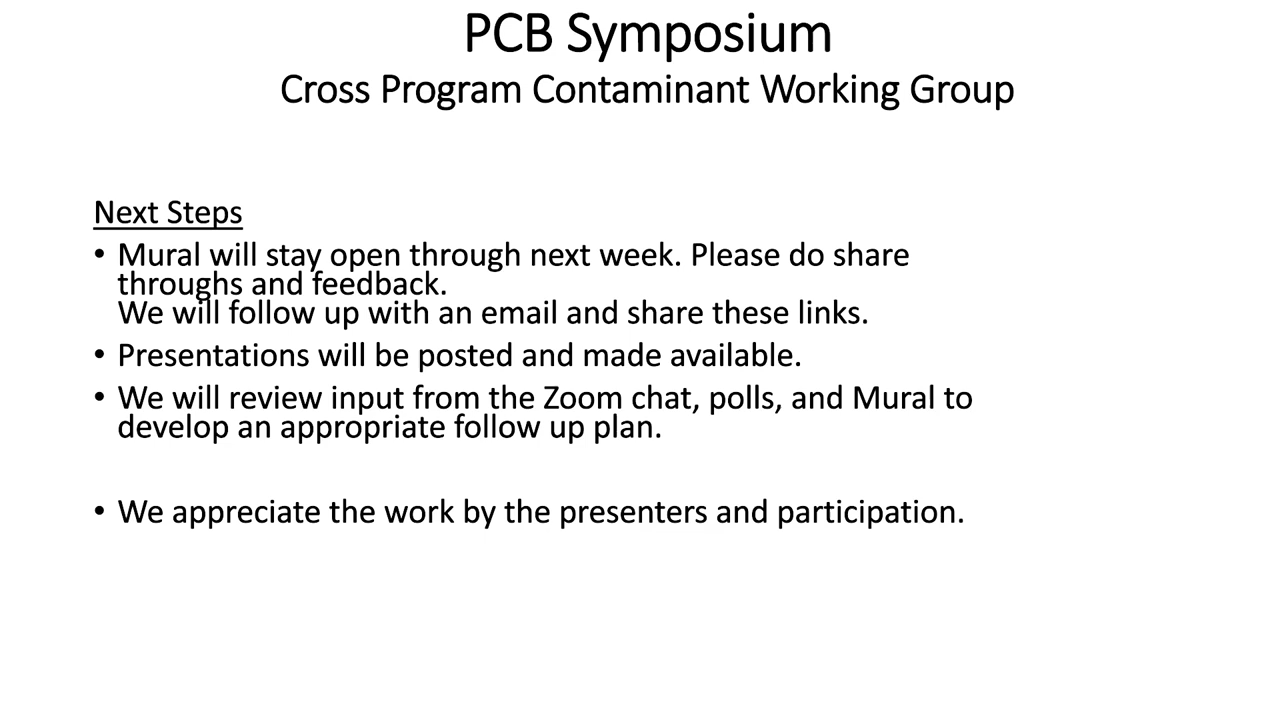 PCB Symposium
Cross Program Contaminant Working Group
Next Steps
• Mural will stay open through next week. Please do share
throughs and feedback.
We will follow up with an email and share these links.
• Presentations will be posted and made available.
• We will review input from the Zoom chat, polls, and Mural to
develop an appropriate follow up plan.
• We appreciate the work by the presenters and participation.